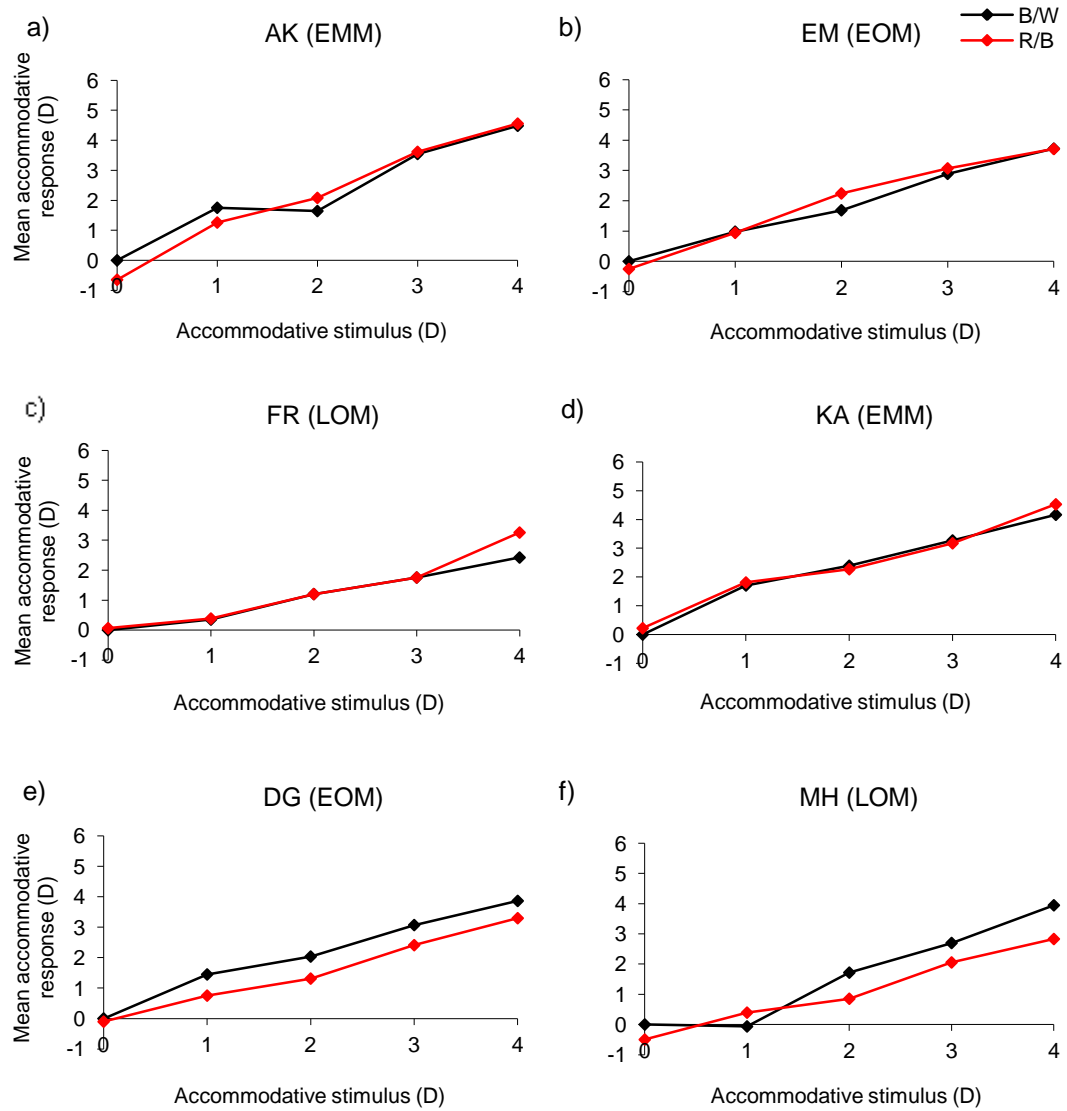 a)
AK (EMM)
b)
EM (EOM)
B/W
R/B
Mean accommodative
response (D)
6
5
4
3
2
1
0
-1
0 1 2 3 4
Accommodative stimulus (D)
6
5
4
3
2
1
0
-1
0 1 2 3 4
Accommodative stimulus (D)
c)
FR (LOM)
Mean accommodative
response (D)
6
5
4
3
2
1
0
-1
0 1 2 3 4
Accommodative stimulus (D)
d)
KA (EMM)
6
5
4
3
2
1
0
-1
0 1 2 3 4
Accommodative stimulus (D)
e)
DG (EOM)
Mean accommodative
response (D)
6
5
4
3
2
1
0
-1
0 1 2 3 4
Accommodative stimulus (D)
f)
MH (LOM)
6
5
4
3
2
1
0
-1
0 1 2 3 4
Accommodative stimulus (D)